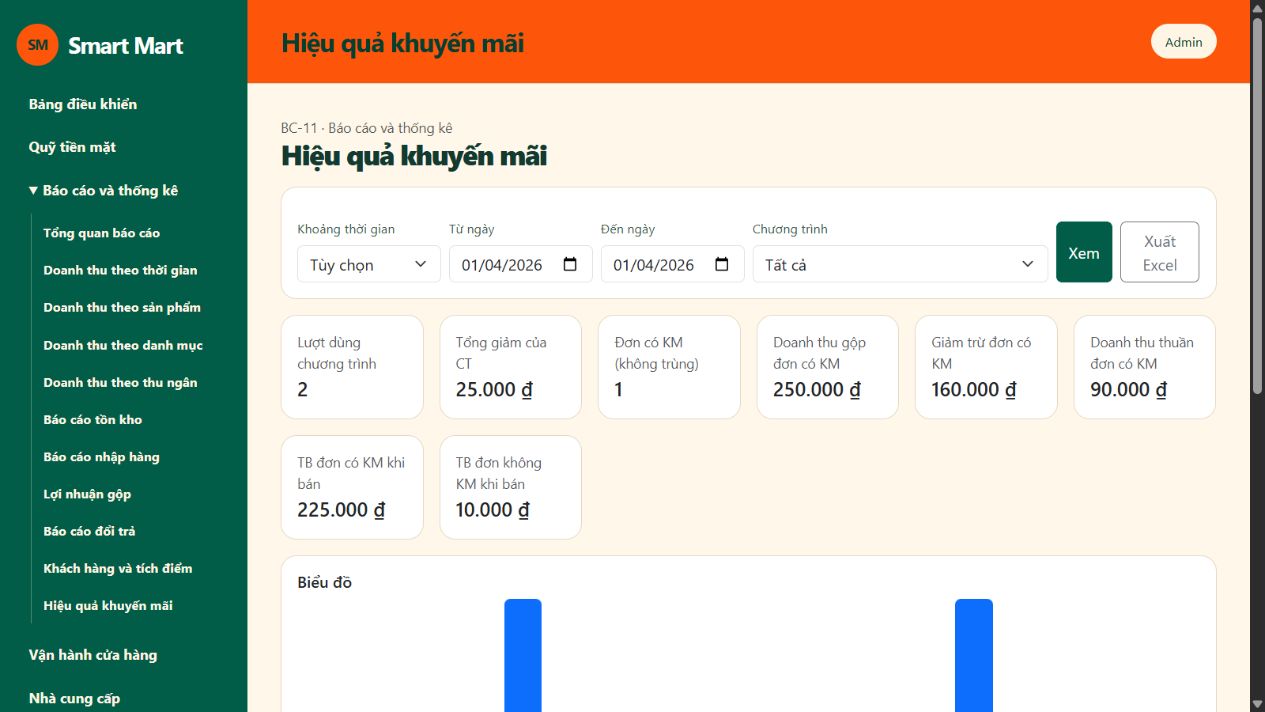 SM
Smart Mart
Bảng điều khiển
Quỹ tiền mặt
▼ Báo cáo và thống kê
Tổng quan báo cáo
Doanh thu theo thời gian
Doanh thu theo sản phẩm
Doanh thu theo danh mục
Doanh thu theo thu ngân
Báo cáo tồn kho
Báo cáo nhập hàng
Lợi nhuận gộp
Báo cáo đổi trả
Khách hàng và tích điểm
Hiệu quả khuyến mãi
Vận hành cửa hàng
Nhà cung cấp
Hiệu quả khuyến mãi
Admin
BC-11 · Báo cáo và thống kê
Hiệu quả khuyến mãi
Khoảng thời gian
Tùy chọn
Từ ngày
01/04/2026
Đến ngày
01/04/2026
Chương trình
Tất cả
Xem
Xuất
Excel
Lượt dùng
chương trình
2
Tổng giảm của
CT
25.000 ₫
Đơn có KM
(không trùng)
1
Doanh thu gộp
đơn có KM
250.000 ₫
Giảm trừ đơn có
KM
160.000 ₫
Doanh thu thuần
đơn có KM
90.000 ₫
TB đơn có KM khi
bán
225.000 ₫
TB đơn không
KM khi bán
10.000 ₫
Biểu đồ